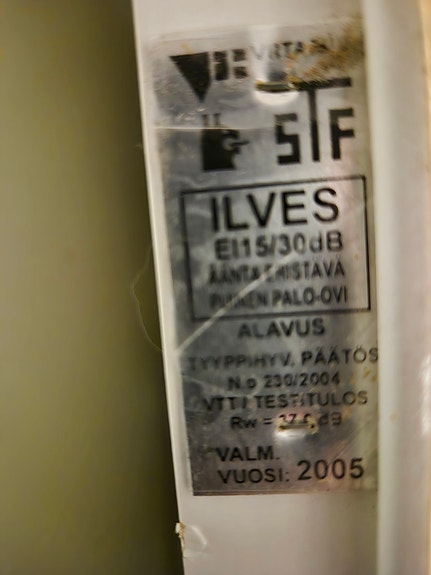 STF
ILVES
EI15/30dB
ÄÄNTÄ ERISTÄVÄ
PUINEN PALO-OVI
ALAVUS
TYYPPIHYV. PÄÄTÖS
N.o 230/2004
VTT / TESTITULOS
Rw = dB
VALM.
VUOSI: 2005